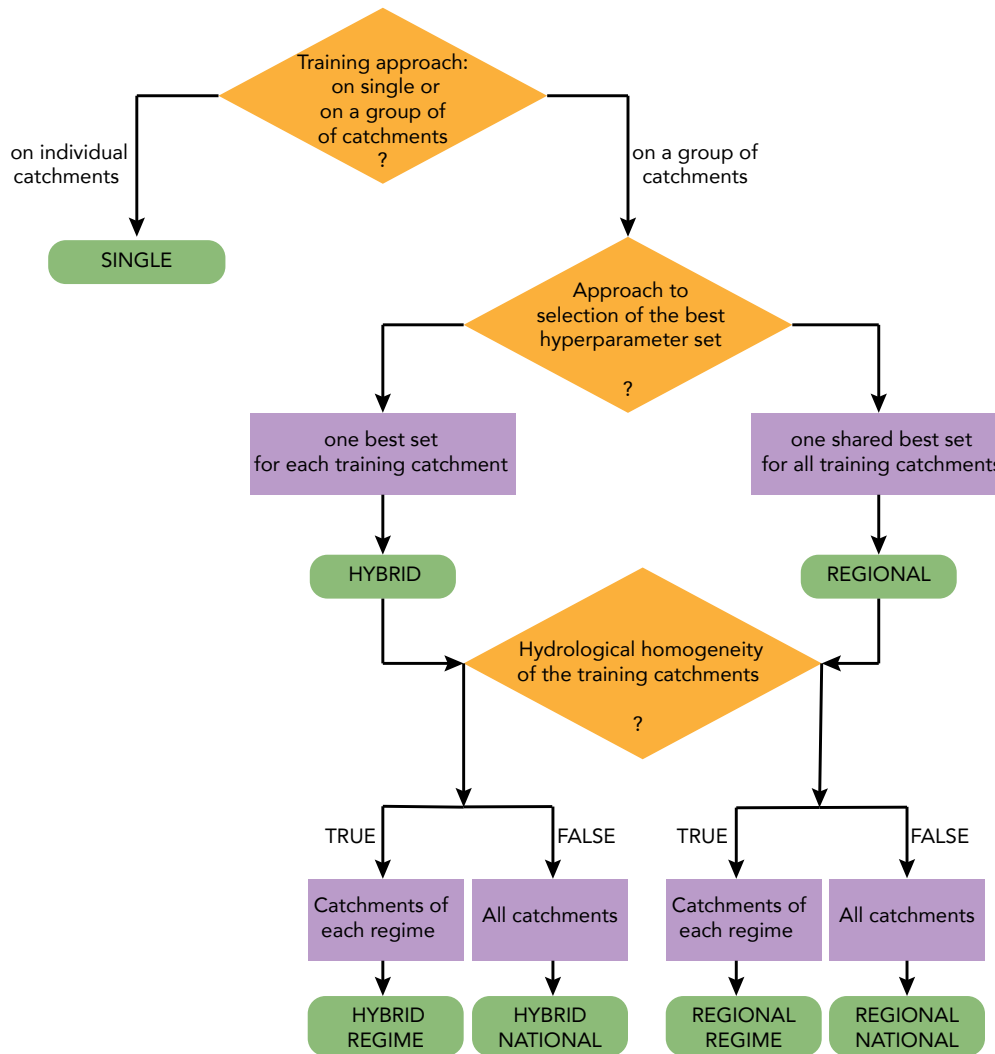 Training approach:
on single or
on a group of
of catchments
?
on individual
catchments
on a group of
catchments
SINGLE
Approach to
selection of the best
hyperparameter set
?
one best set
for each training catchment
one shared best set
for all training catchments
HYBRID
REGIONAL
Hydrological homogeneity
of the training catchments
?
TRUE
FALSE
TRUE
FALSE
Catchments of
each regime
All catchments
Catchments of
each regime
All catchments
HYBRID
REGIME
HYBRID
NATIONAL
REGIONAL
REGIME
REGIONAL
NATIONAL